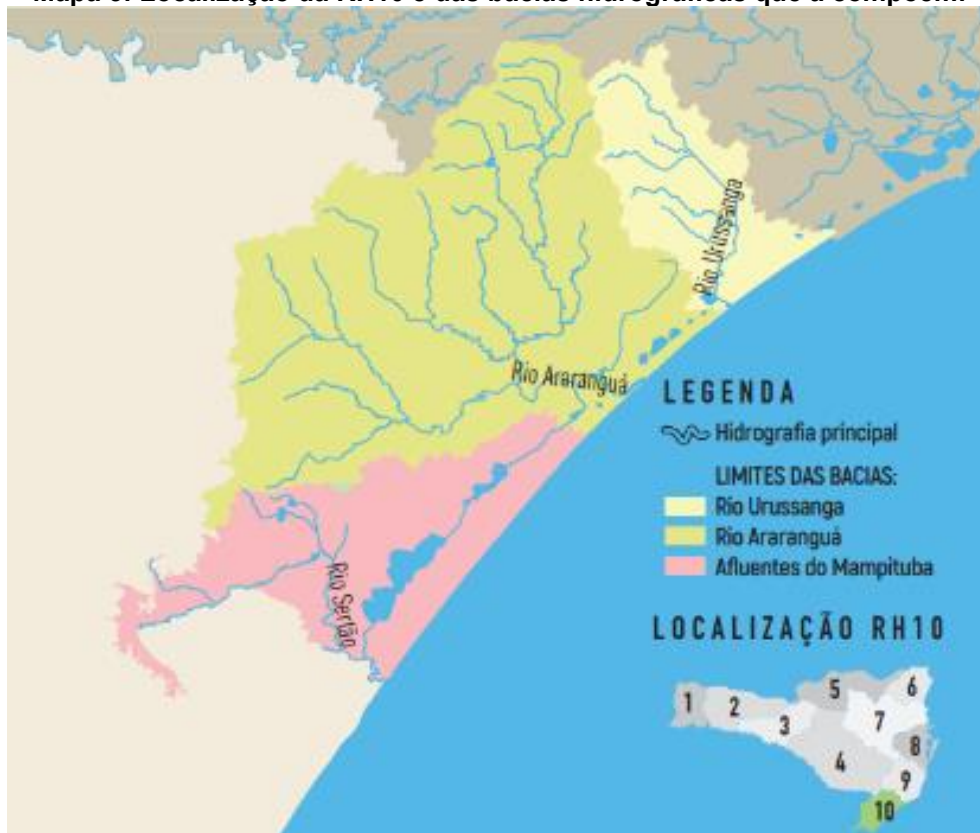 Rio Urussanga
Rio Araranguá
Rio Sertão
LEGENDA
Hidrografia principal
LIMITES DAS BACIAS:
Rio Urussanga
Rio Araranguá
Afluentes do Mampituba
LOCALIZAÇÃO RH10
1
2
3
4
5
6
7
8
9
10